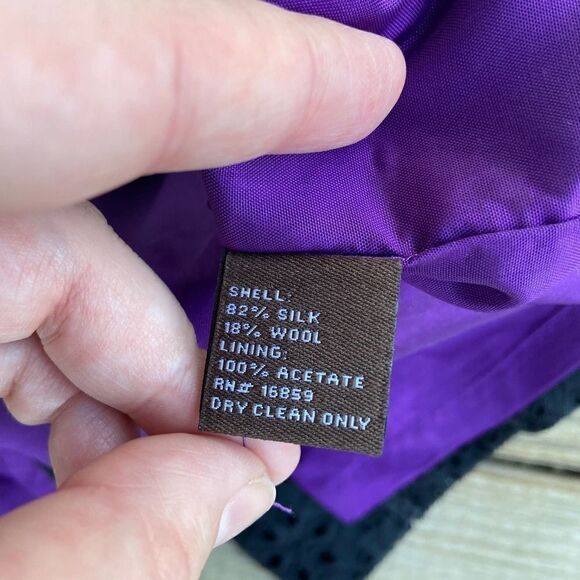 SHELL:
82% SILK
18% WOOL
LINING:
100% ACETATE
RN# 16859
DRY CLEAN ONLY